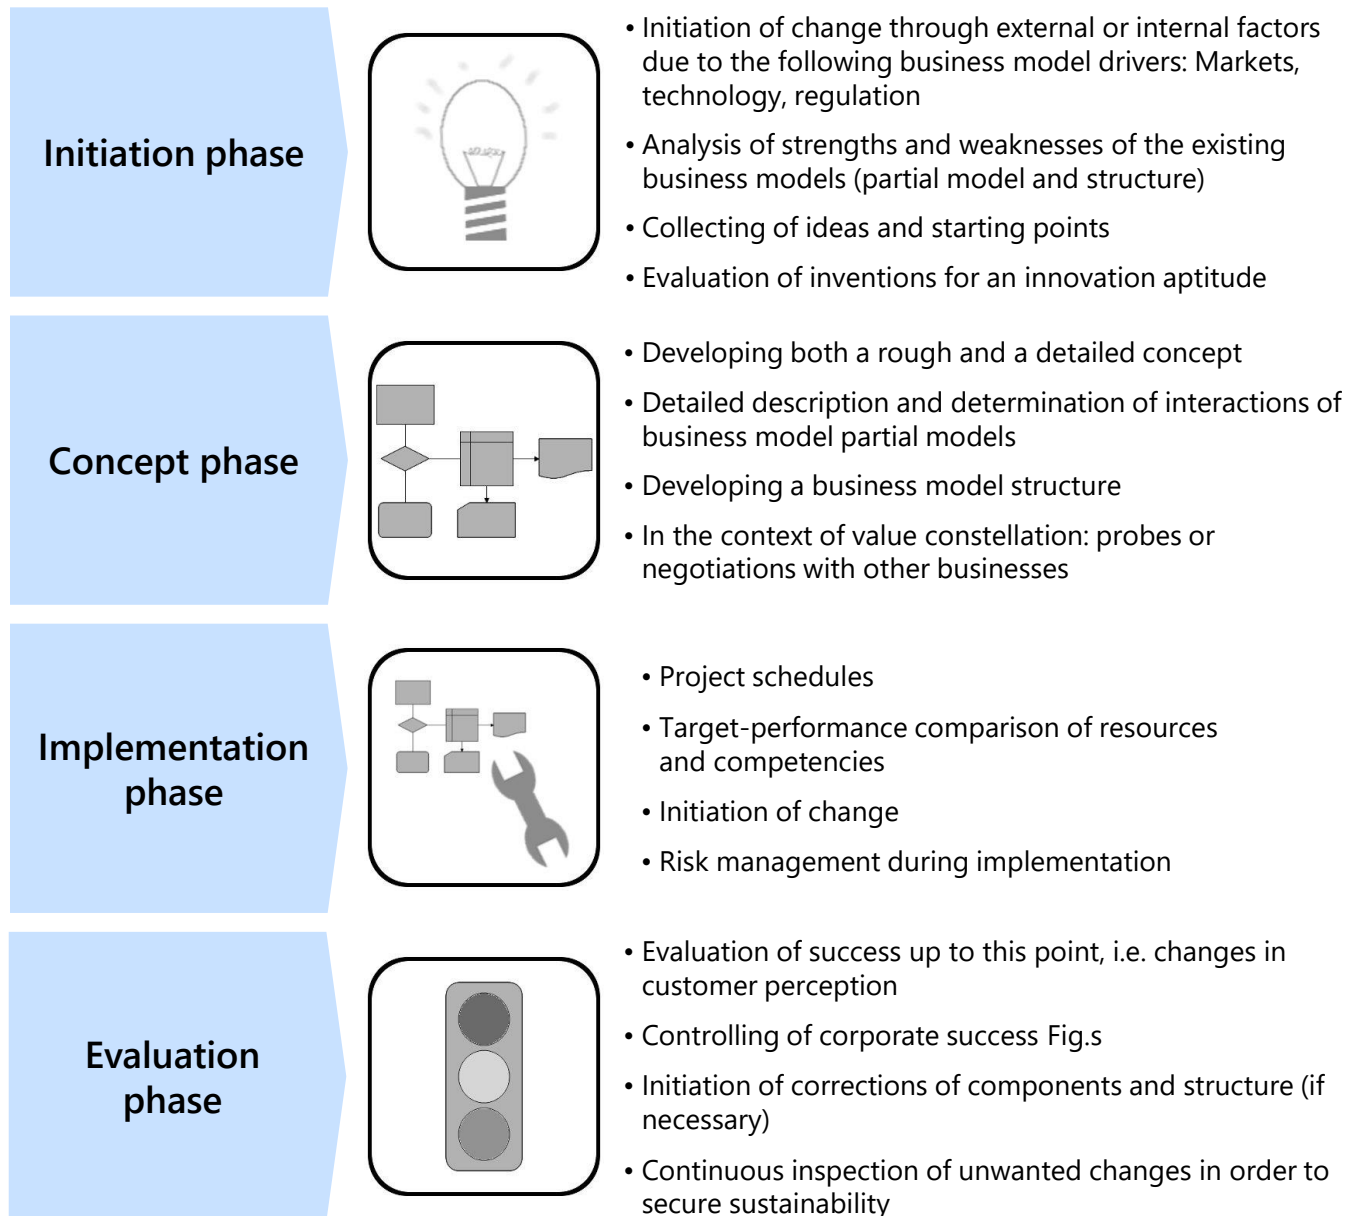 Initiation phase
• Initiation of change through external or internal factors
due to the following business model drivers: Markets,
technology, regulation
• Analysis of strengths and weaknesses of the existing
business models (partial model and structure)
• Collecting of ideas and starting points
• Evaluation of inventions for an innovation aptitude
Concept phase
• Developing both a rough and a detailed concept
• Detailed description and determination of interactions of
business model partial models
• Developing a business model structure
• In the context of value constellation: probes or
negotiations with other businesses
Implementation
phase
• Project schedules
• Target-performance comparison of resources
and competencies
• Initiation of change
• Risk management during implementation
Evaluation
phase
• Evaluation of success up to this point, i.e. changes in
customer perception
• Controlling of corporate success Fig.s
• Initiation of corrections of components and structure (if
necessary)
• Continuous inspection of unwanted changes in order to
secure sustainability